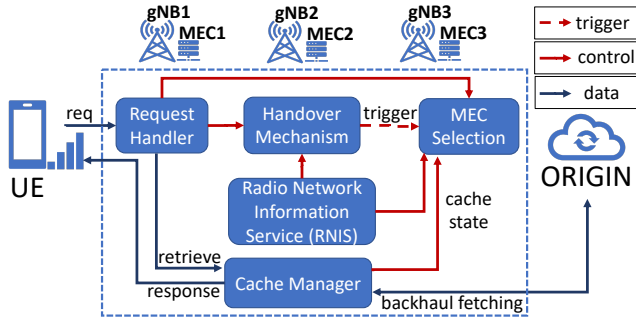 gNB1
MEC1
gNB2
MEC2
gNB3
MEC3
trigger
control
data
req
Request
Handler
Handover
Mechanism
trigger
MEC
Selection
UE
ORIGIN
Radio Network
Information
Service (RNIS)
cache
state
retrieve
response
Cache Manager
backhaul fetching